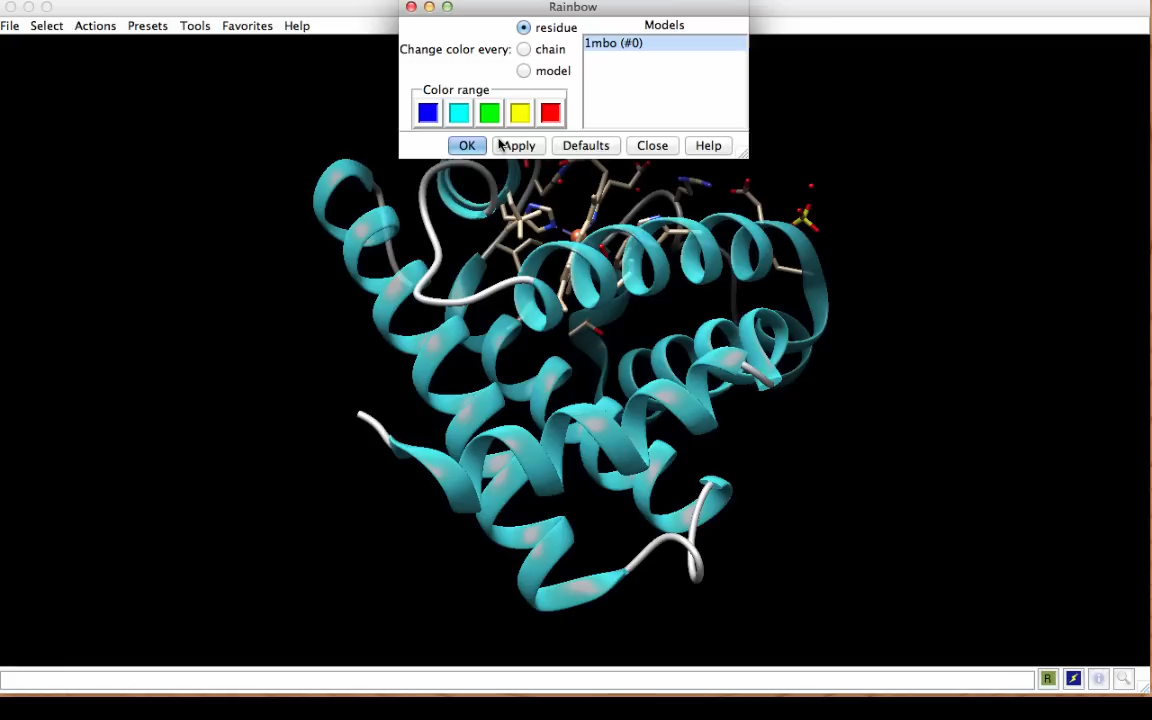 Rainbow
File Select Actions Presets Tools Favorites Help
residue
Models
Change color every:
chain
1mbo (#0)
model
Color range
OK Apply Defaults Close Help
R
i